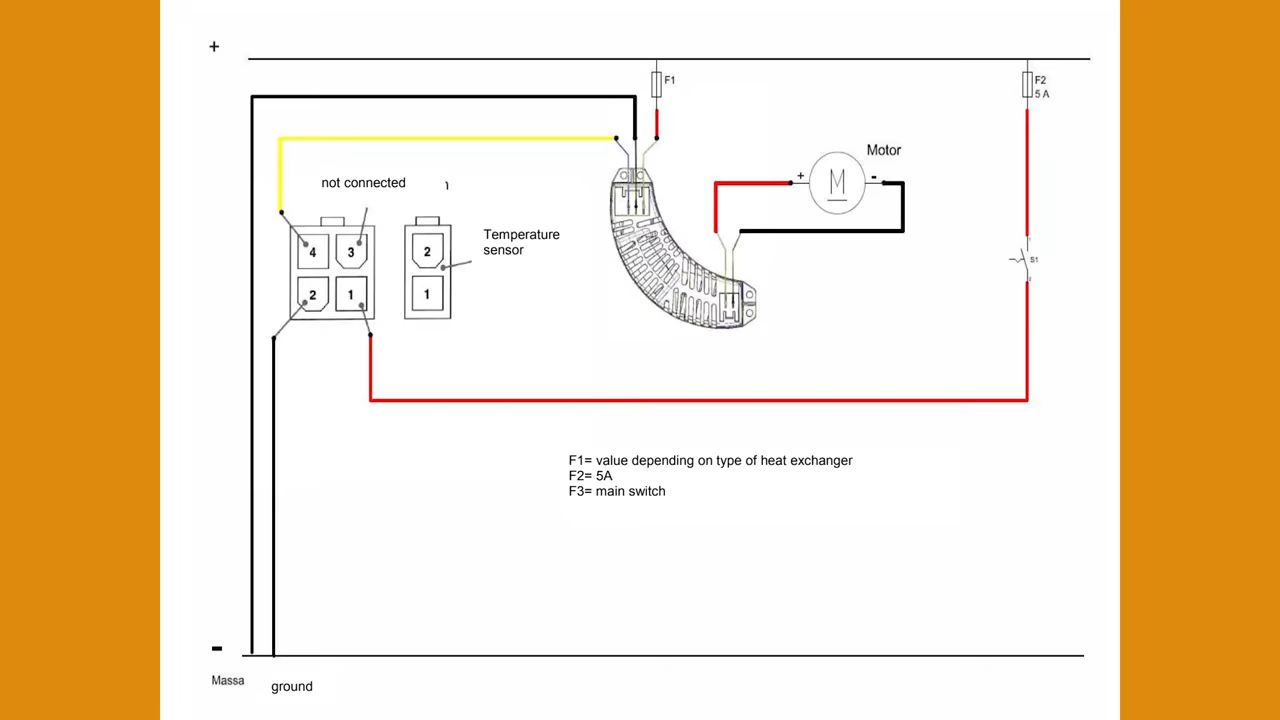 +
F1
F2
5 A
Motor
+ M -
not connected
Temperature
sensor
4 3 2
2 1 1
S1
F1= value depending on type of heat exchanger
F2= 5A
F3= main switch
-
Massa
ground